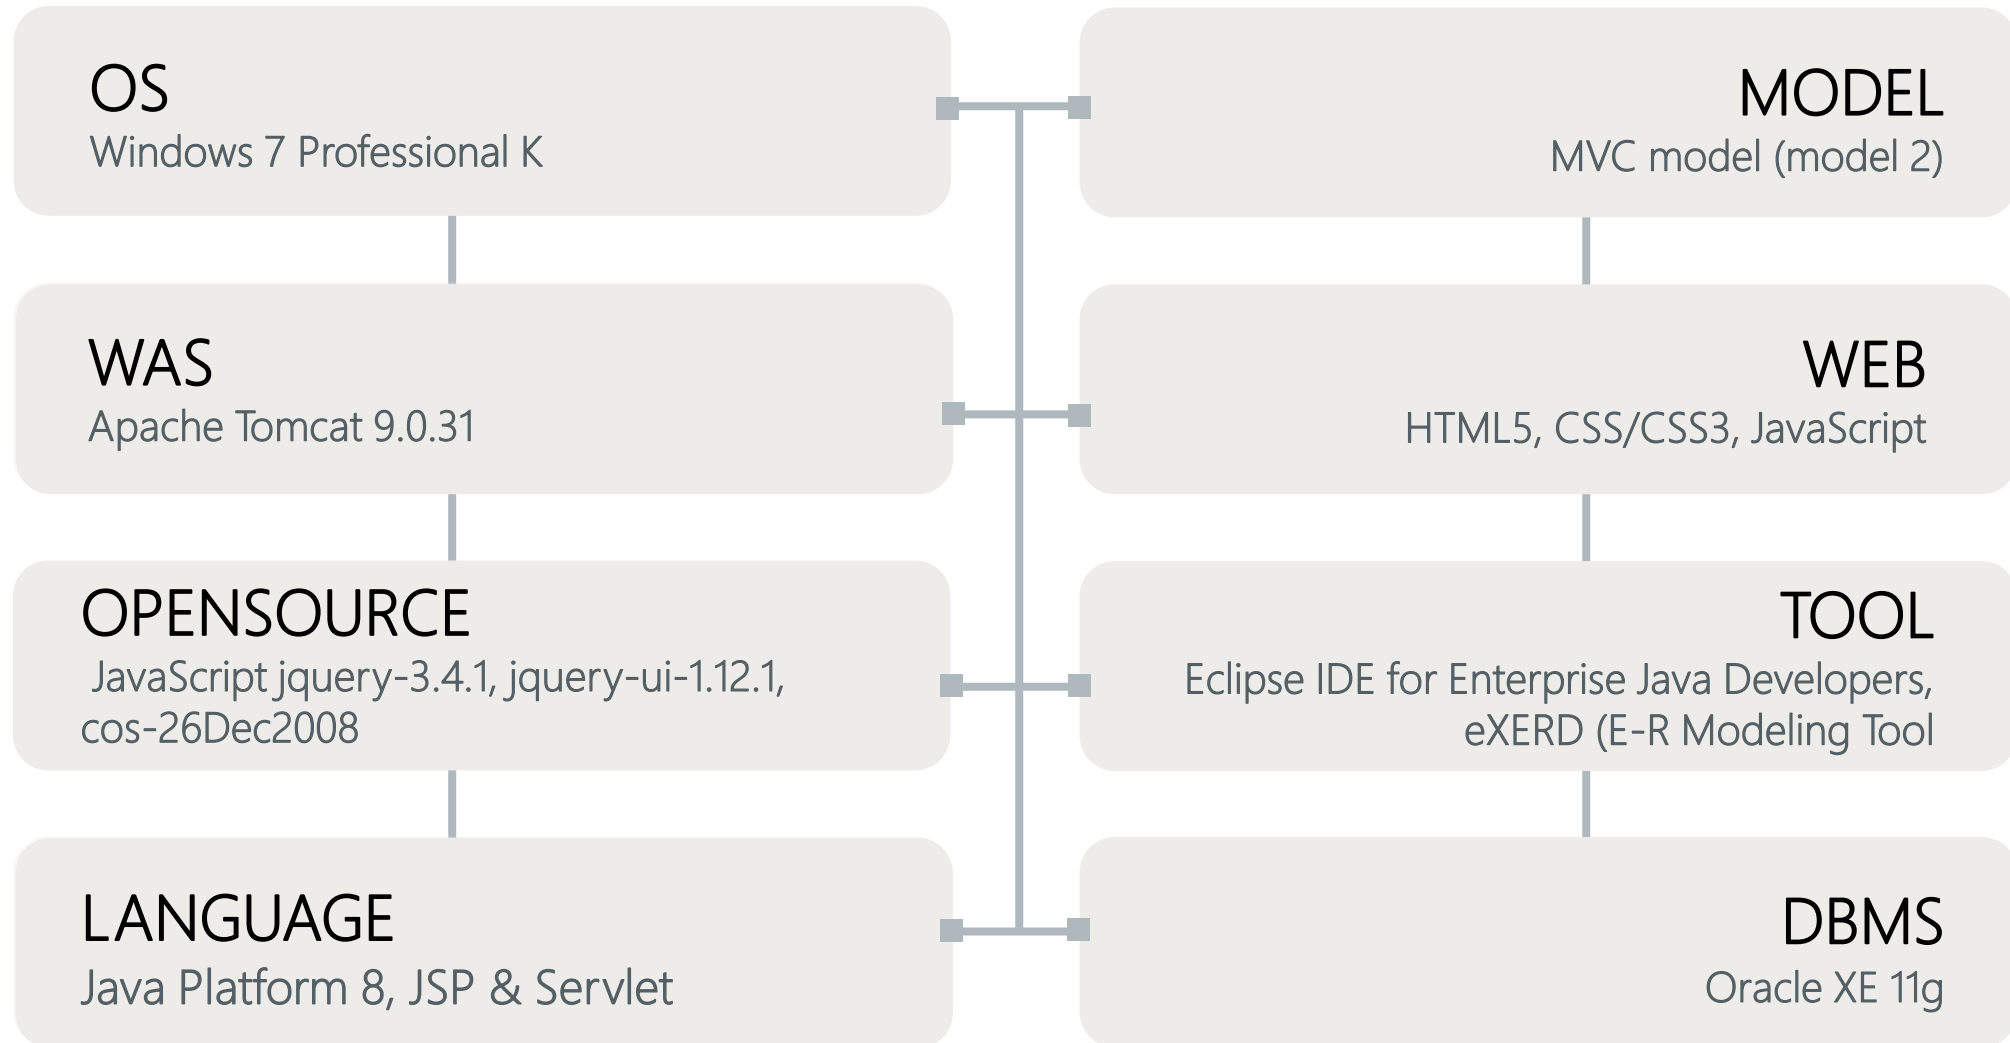 OS
Windows 7 Professional K
MODEL
MVC model (model 2)
WAS
Apache Tomcat 9.0.31
WEB
HTML5, CSS/CSS3, JavaScript
OPENSOURCE
JavaScript jquery-3.4.1, jquery-ui-1.12.1,
cos-26Dec2008
TOOL
Eclipse IDE for Enterprise Java Developers,
eXERD (E-R Modeling Tool
LANGUAGE
Java Platform 8, JSP & Servlet
DBMS
Oracle XE 11g